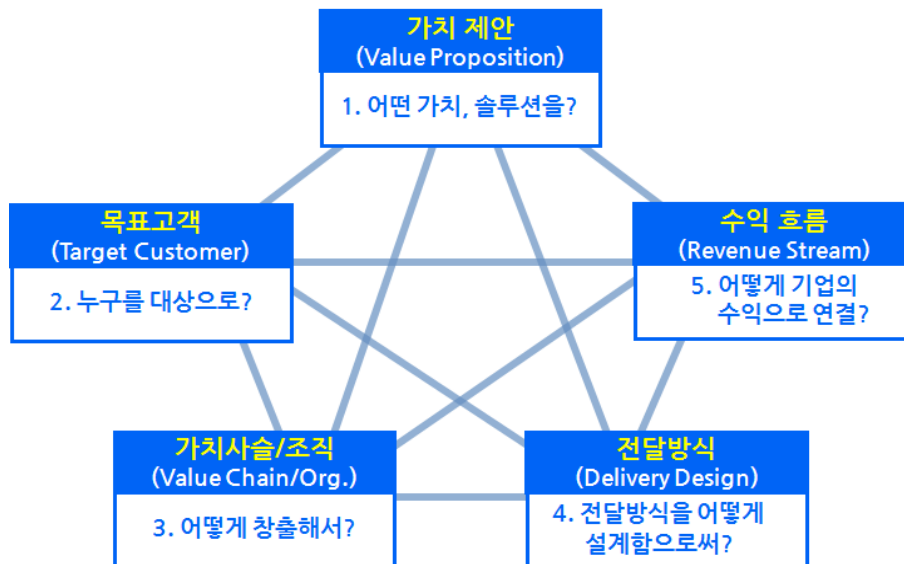 가치 제안
(Value Proposition)
1. 어떤 가치, 솔루션을?
목표고객
(Target Customer)
2. 누구를 대상으로?
수익 흐름
(Revenue Stream)
5. 어떻게 기업의
수익으로 연결?
가치사슬/조직
(Value Chain/Org.)
3. 어떻게 창출해서?
전달방식
(Delivery Design)
4. 전달방식을 어떻게
설계함으로써?